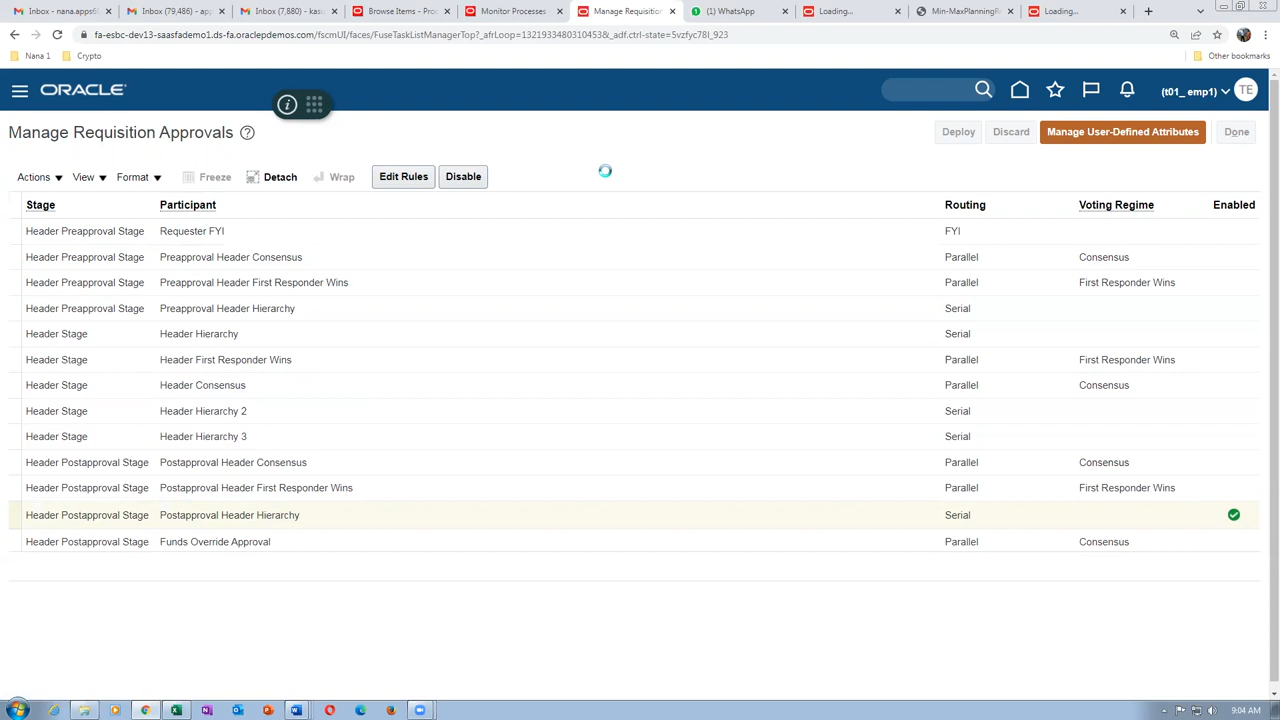 Inbox - nana.apps6 Inbox (79,486) - app Inbox (7,880) - kas Browse Items - Pro Monitor Processes Manage Requisition (1) WhatsApp Loading... Min-MaxPlanningR Loading...
fa-esbc-dev13-saasfademo1.ds-fa.oraclepdemos.com/fscmUI/faces/FuseTaskListManagerTop?_afrLoop=1321933480310453&_adf.ctrl-state=5vzfyc78l_923
Nana 1 Crypto Other bookmarks
ORACLE (t01_ emp1) TE
Manage Requisition Approvals Deploy Discard Manage User-Defined Attributes Done
Actions View Format Freeze Detach Wrap Edit Rules Disable
Stage Participant Routing Voting Regime Enabled
Header Preapproval Stage Requester FYI FYI
Header Preapproval Stage Preapproval Header Consensus Parallel Consensus
Header Preapproval Stage Preapproval Header First Responder Wins Parallel First Responder Wins
Header Preapproval Stage Preapproval Header Hierarchy Serial
Header Stage Header Hierarchy Serial
Header Stage Header First Responder Wins Parallel First Responder Wins
Header Stage Header Consensus Parallel Consensus
Header Stage Header Hierarchy 2 Serial
Header Stage Header Hierarchy 3 Serial
Header Postapproval Stage Postapproval Header Consensus Parallel Consensus
Header Postapproval Stage Postapproval Header First Responder Wins Parallel First Responder Wins
Header Postapproval Stage Postapproval Header Hierarchy Serial
Header Postapproval Stage Funds Override Approval Parallel Consensus
9:04 AM